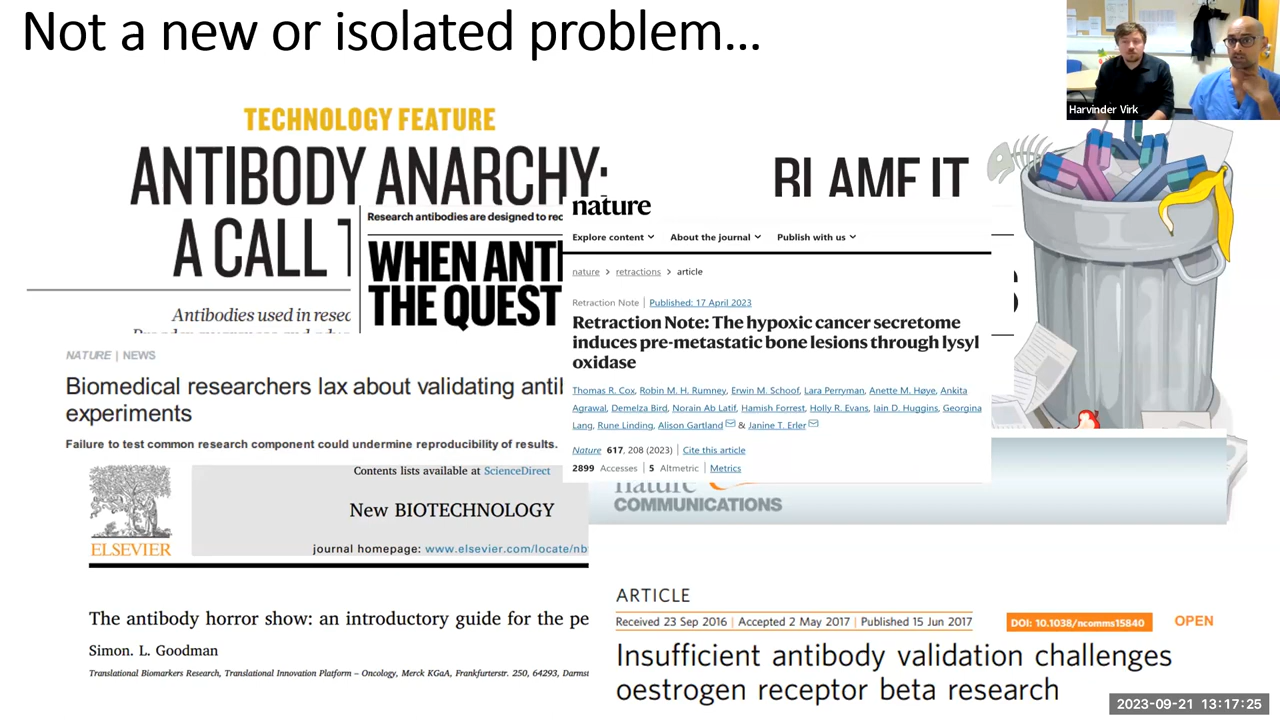 Not a new or isolated problem...
Harvinder Virk
TECHNOLOGY FEATURE
ANTIBODY ANARCHY:
A CALL
Research antibodies are designed to
WHEN
THE QUEST
Antibodies used in
NATURE | NEWS
Biomedical researchers lax about validating
experiments
Failure to test common research component could undermine reproducibility of results.
nature
Explore content
About the journal
Publish with us
nature > retractions > article
Retraction Note | Published: 17 April 2023
Retraction Note: The hypoxic cancer secretome
induces pre-metastatic bone lesions through lysyl
oxidase
Thomas R. Cox, Robin M. H. Rumney, Erwin M. Schoof, Lara Perryman, Anette M. Høye, Ankita
Agrawal, Demelza Bird, Norain Ab Latif, Hamish Forrest, Holly R. Evans, Iain D. Huggins, Georgina
Lang, Rune Linding, Alison Gartland & Janine T. Erler
Nature 617, 208 (2023) | Cite this article
2899 Accesses | 5 Altmetric | Metrics
Contents lists available at ScienceDirect
New BIOTECHNOLOGY
ELSEVIER
journal homepage: www.elsevier.com/locate/nb
The antibody horror show: an introductory guide for the pe
Simon. L. Goodman
Translational Biomarkers Research, Translational Innovation Platform – Oncology, Merck KGaA, Frankfurterstr. 250, 64293,
nature
COMMUNICATIONS
ARTICLE
Received 23 Sep 2016 | Accepted 2 May 2017 | Published 15 Jun 2017
DOI: 10.1038/ncomms15840
OPEN
Insufficient antibody validation challenges
oestrogen receptor beta research
2023-09-21 13:17:25